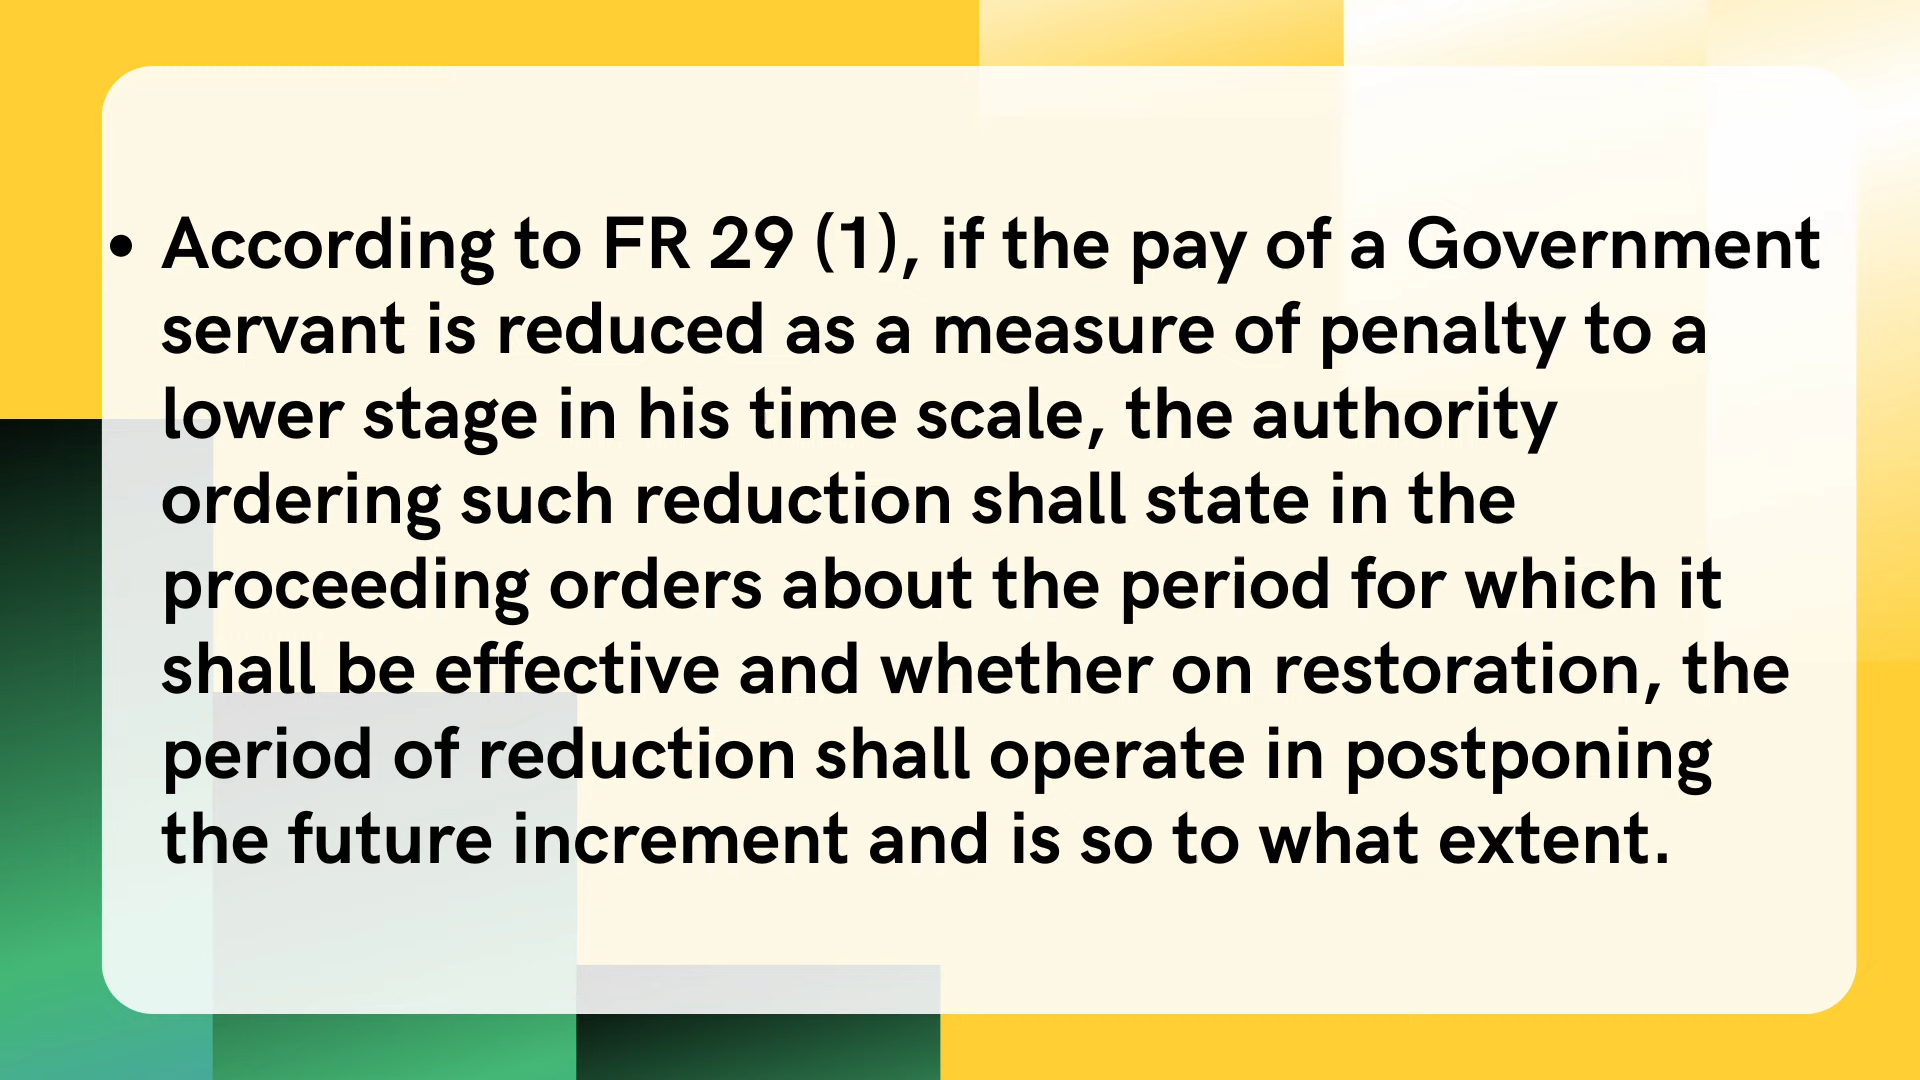 • According to FR 29 (1), if the pay of a Government
servant is reduced as a measure of penalty to a
lower stage in his time scale, the authority
ordering such reduction shall state in the
proceeding orders about the period for which it
shall be effective and whether on restoration, the
period of reduction shall operate in postponing
the future increment and is so to what extent.